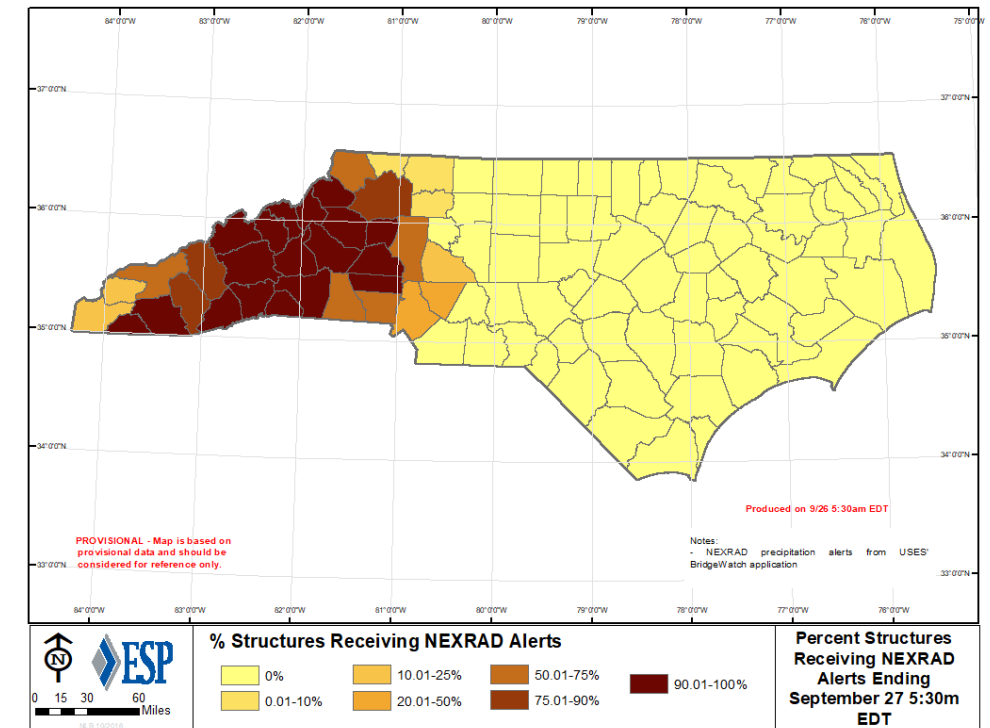 84°0'0"W 83°0'0"W 82°0'0"W 81°0'0"W 80°0'0"W 79°0'0"W 78°0'0"W 77°0'0"W 76°0'0"W 75°0'0"W
37°0'0"N 37°0'0"N
36°0'0"N 36°0'0"N
35°0'0"N 35°0'0"N
34°0'0"N 34°0'0"N
Produced on 9/26 5:30am EDT
PROVISIONAL - Map is based on
provisional data and should be
considered for reference only.
Notes:
- NEXRAD precipitation alerts from USES'
BridgeWatch application
33°0'0"N 33°0'0"N
84°0'0"W 83°0'0"W 82°0'0"W 81°0'0"W 80°0'0"W 79°0'0"W 78°0'0"W 77°0'0"W 76°0'0"W
N
ESP
0 15 30 60
Miles
% Structures Receiving NEXRAD Alerts
0% 10.01-25% 50.01-75% 90.01-100%
0.01-10% 20.01-50% 75.01-90%
Percent Structures
Receiving NEXRAD
Alerts Ending
September 27 5:30m
EDT